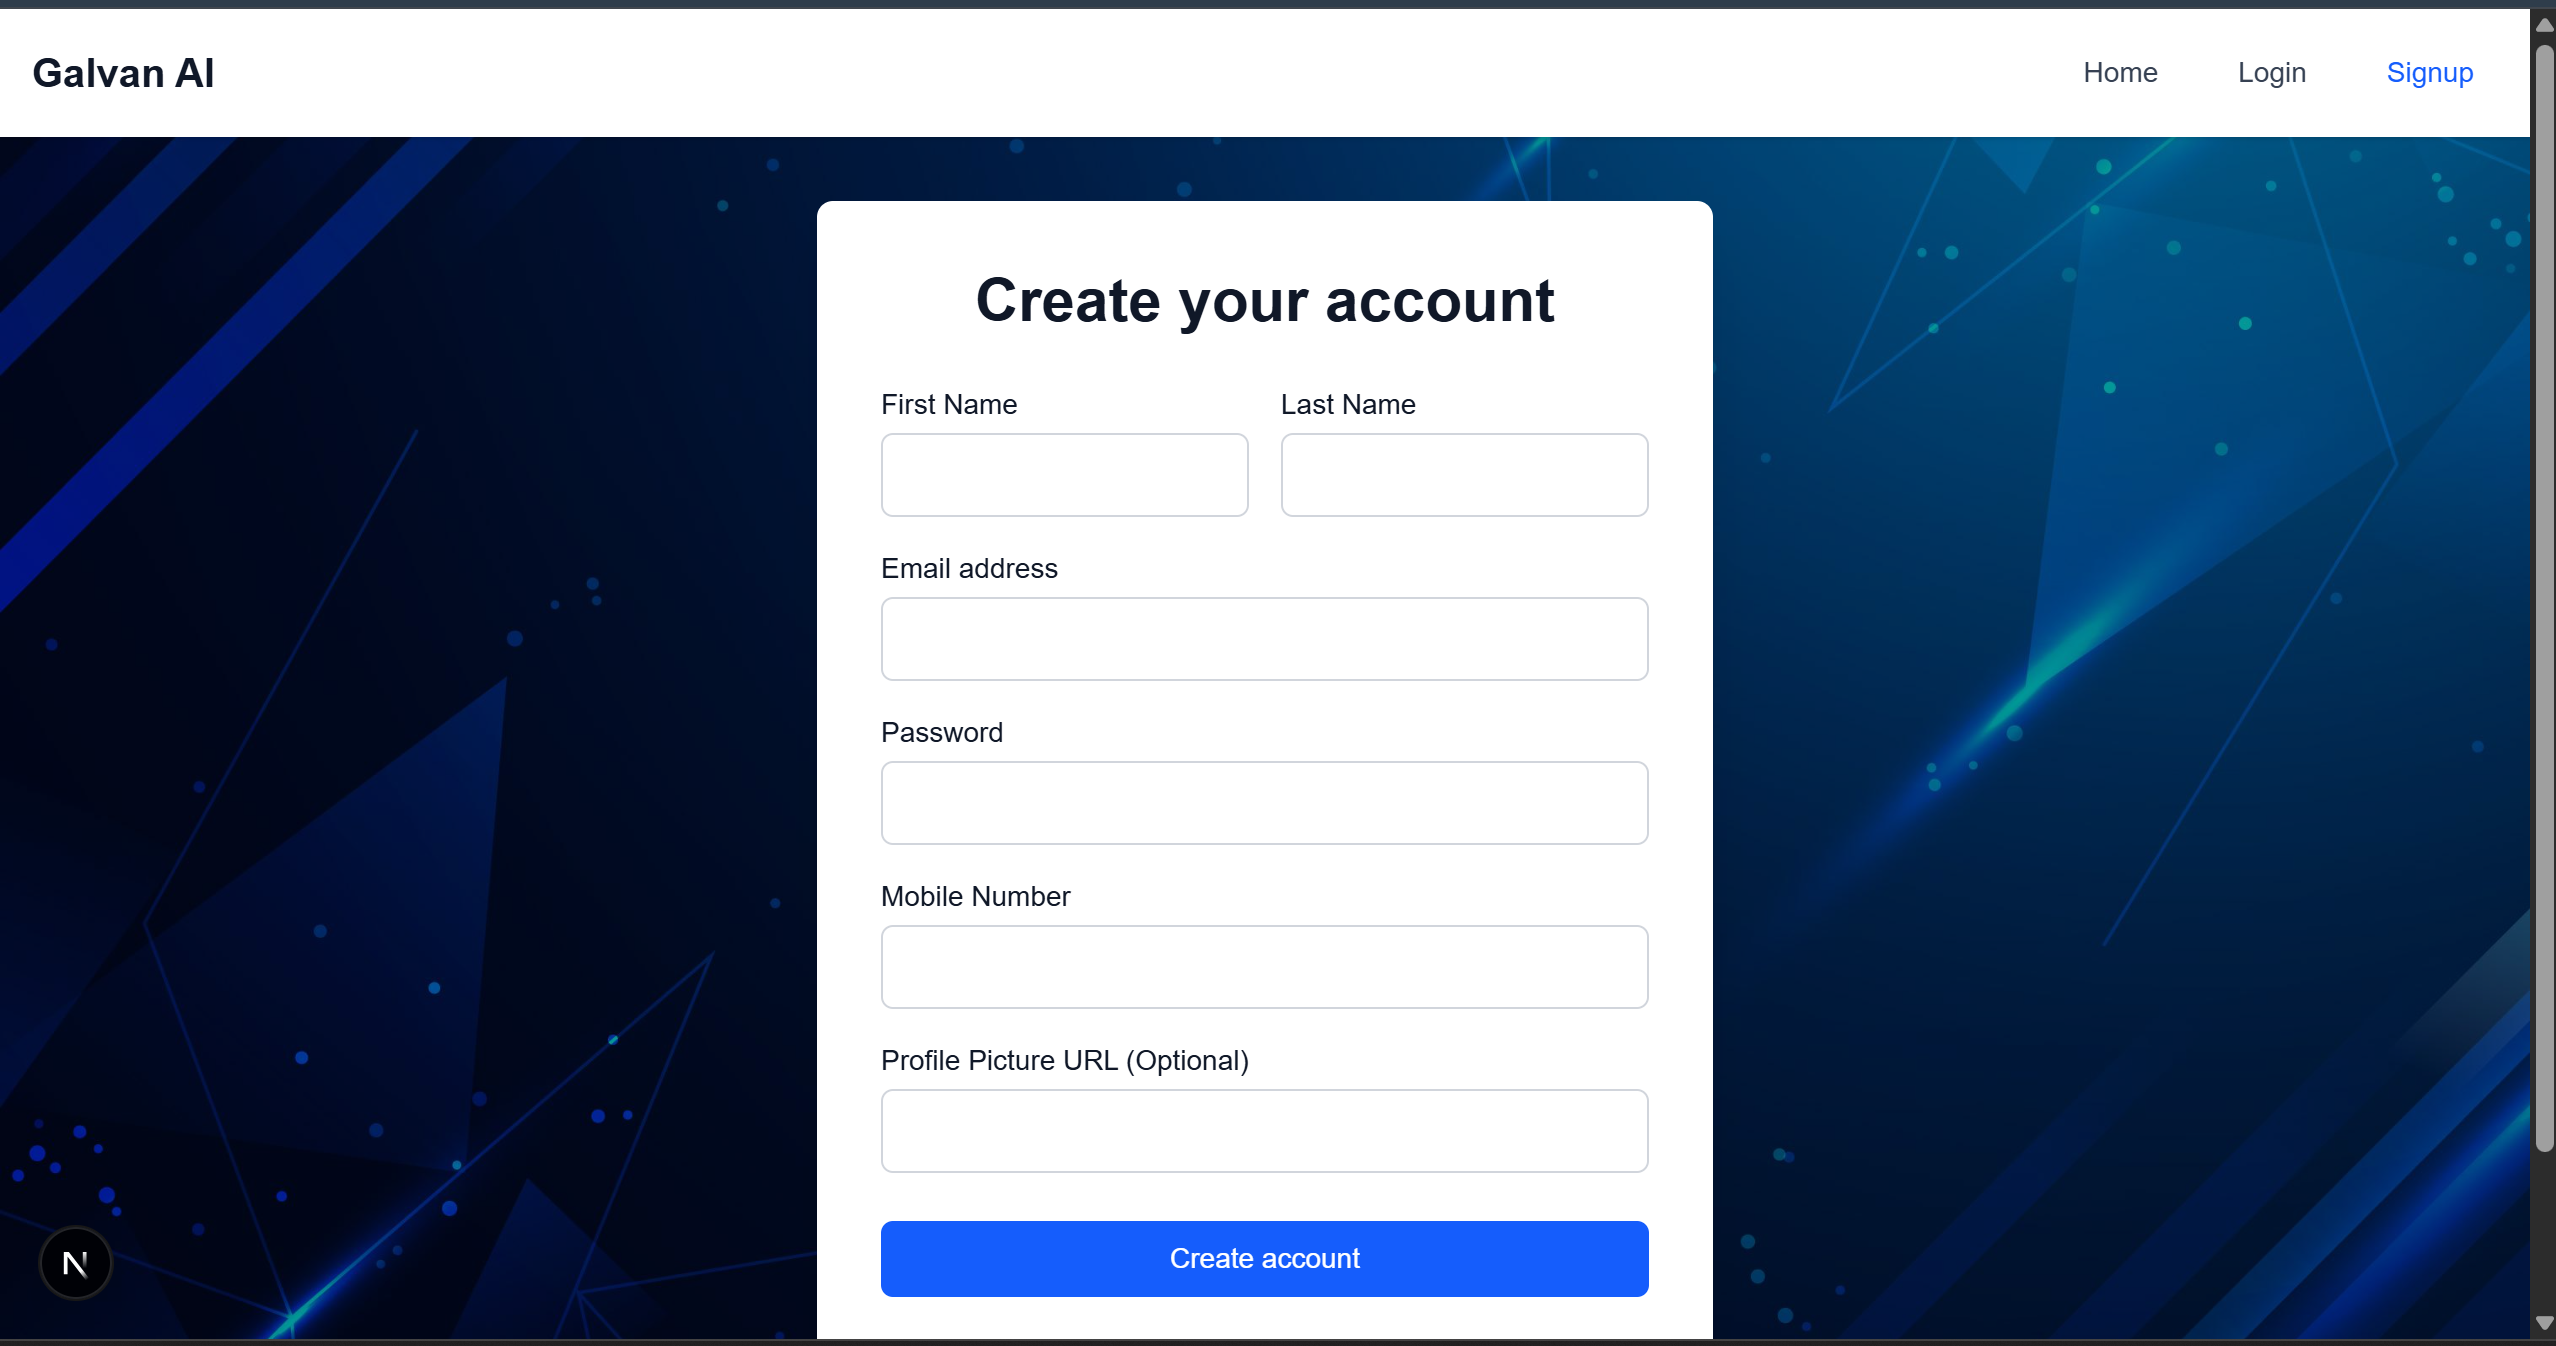 Galvan AI
Home Login Signup
Create your account
First Name Last Name
Email address
Password
Mobile Number
Profile Picture URL (Optional)
Create account
N